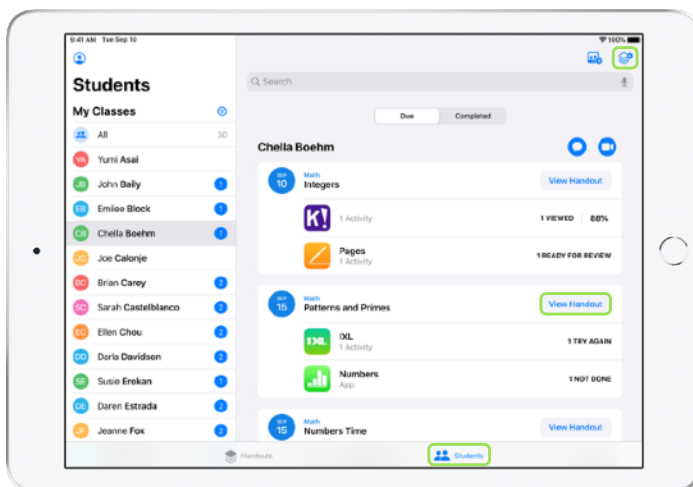 9:41 AM Tue Sep 10
100%
Students
My Classes
All 30
YA Yumi Asai
JB John Baily 1
EB Emilee Block 1
CB Chella Boehm 1
JC Joe Calonje
BC Brian Carey 2
SC Sarah Castelblanco 2
EC Ellen Chou 2
DD Darla Davidson 2
SE Susie Erokan 1
DE Daren Estrada 2
JF Jeanne Fox 2
Search
Due Completed
Chella Boehm
SEP 10 Math
Integers
View Handout
K!
1 Activity
1 VIEWED 88%
Pages
1 Activity
1 READY FOR REVIEW
SEP 15 Math
Patterns and Primes
View Handout
IXL IXL
1 Activity
1 TRY AGAIN
Numbers
App
1 NOT DONE
SEP 15 Math
Numbers Time
View Handout
Handouts Students